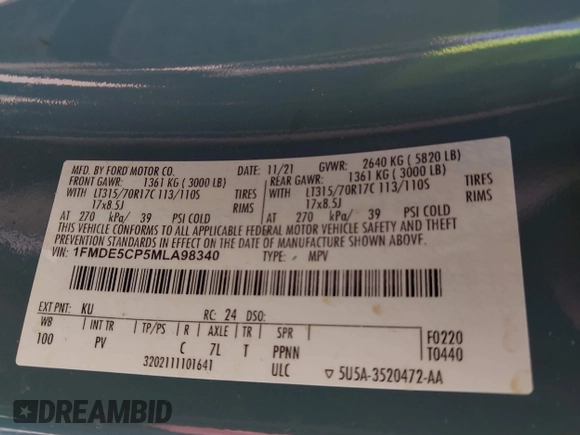 MFD. BY FORD MOTOR CO.
DATE: 11/21 GVWR: 2640 KG ( 5820 LB)
FRONT GAWR: 1361 KG ( 3000 LB) REAR GAWR: 1361 KG ( 3000 LB)
WITH LT315/70R17C 113/110S TIRES WITH LT315/70R17C 113/110S TIRES
17x8.5J RIMS 17x8.5J RIMS
AT 270 kPa/ 39 PSI COLD AT 270 kPa/ 39 PSI COLD
THIS VEHICLE CONFORMS TO ALL APPLICABLE FEDERAL MOTOR VEHICLE
SAFETY, BUMPER, AND THEFT PREVENTION STANDARDS IN EFFECT ON THE
DATE OF MANUFACTURE SHOWN ABOVE.
VIN: 1FMDE5CP5MLA98340 TYPE: MPV
EXT PNT: KU RC: 24 DSO:
WB INT TR TP/PS R AXLE TR SPR F0220
100 PV C 7L T PPNN T0440
3202111101641 ULC ▽ 5U5A-3520472-AA
DREAMBID